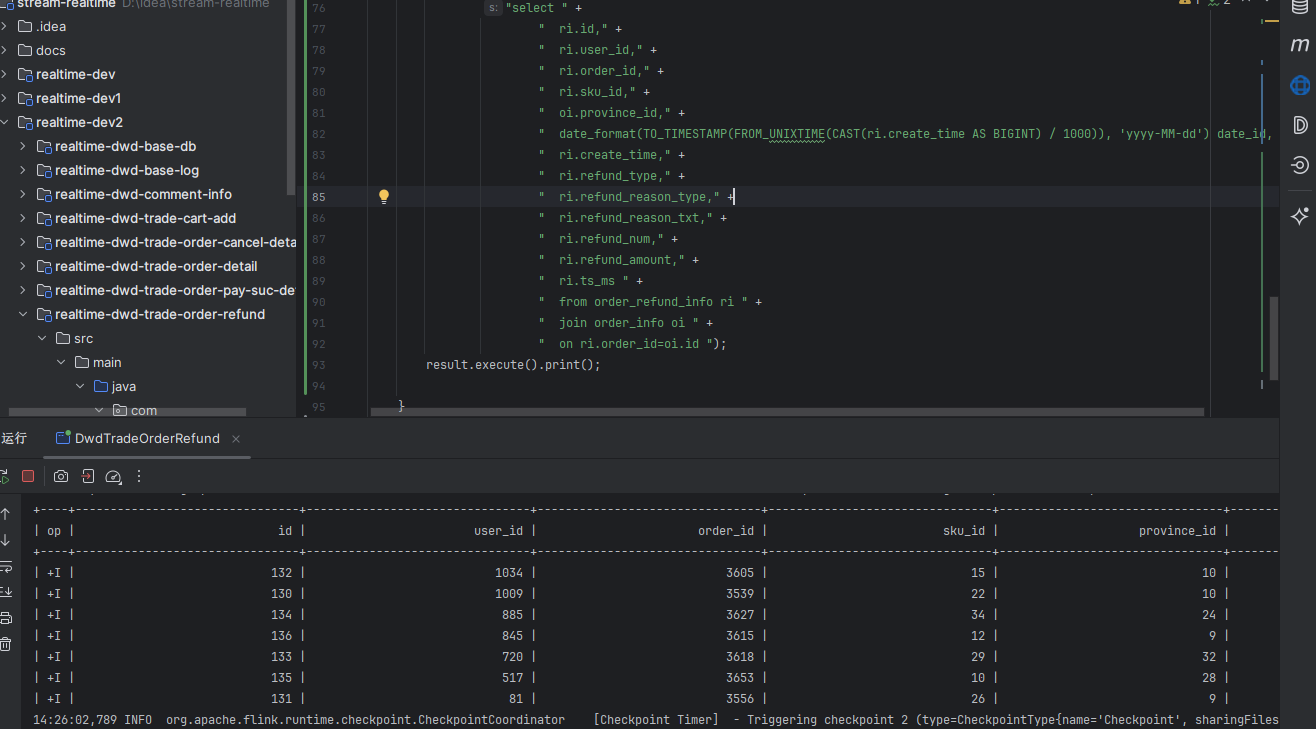 stream-realtime D:\idea\stream-realtime
.idea
docs
realtime-dev
realtime-dev1
realtime-dev2
realtime-dwd-base-db
realtime-dwd-base-log
realtime-dwd-comment-info
realtime-dwd-trade-cart-add
realtime-dwd-trade-order-cancel-deta
realtime-dwd-trade-order-detail
realtime-dwd-trade-order-pay-suc-de
realtime-dwd-trade-order-refund
src
main
java
com
76 s: "select " +
77 "  ri.id," +
78 "  ri.user_id," +
79 "  ri.order_id," +
80 "  ri.sku_id," +
81 "  oi.province_id," +
82 "  date_format(TO_TIMESTAMP(FROM_UNIXTIME(CAST(ri.create_time AS BIGINT) / 1000)), 'yyyy-MM-dd') date_id,
83 "  ri.create_time," +
84 "  ri.refund_type," +
85 "  ri.refund_reason_type," +
86 "  ri.refund_reason_txt," +
87 "  ri.refund_num," +
88 "  ri.refund_amount," +
89 "  ri.ts_ms " +
90 "  from order_refund_info ri " +
91 "  join order_info oi " +
92 "  on ri.order_id=oi.id ");
93 result.execute().print();
94
95 }
运行 DwdTradeOrderRefund
| op | id | user_id | order_id | sku_id | province_id |
| +I | 132 | 1034 | 3605 | 15 | 10 |
| +I | 130 | 1009 | 3539 | 22 | 10 |
| +I | 134 | 885 | 3627 | 34 | 24 |
| +I | 136 | 845 | 3615 | 12 | 9 |
| +I | 133 | 720 | 3618 | 29 | 32 |
| +I | 135 | 517 | 3653 | 10 | 28 |
| +I | 131 | 81 | 3556 | 26 | 9 |
14:26:02,789 INFO  org.apache.flink.runtime.checkpoint.CheckpointCoordinator    [Checkpoint Timer]  - Triggering checkpoint 2 (type=CheckpointType{name='Checkpoint', sharingFiles